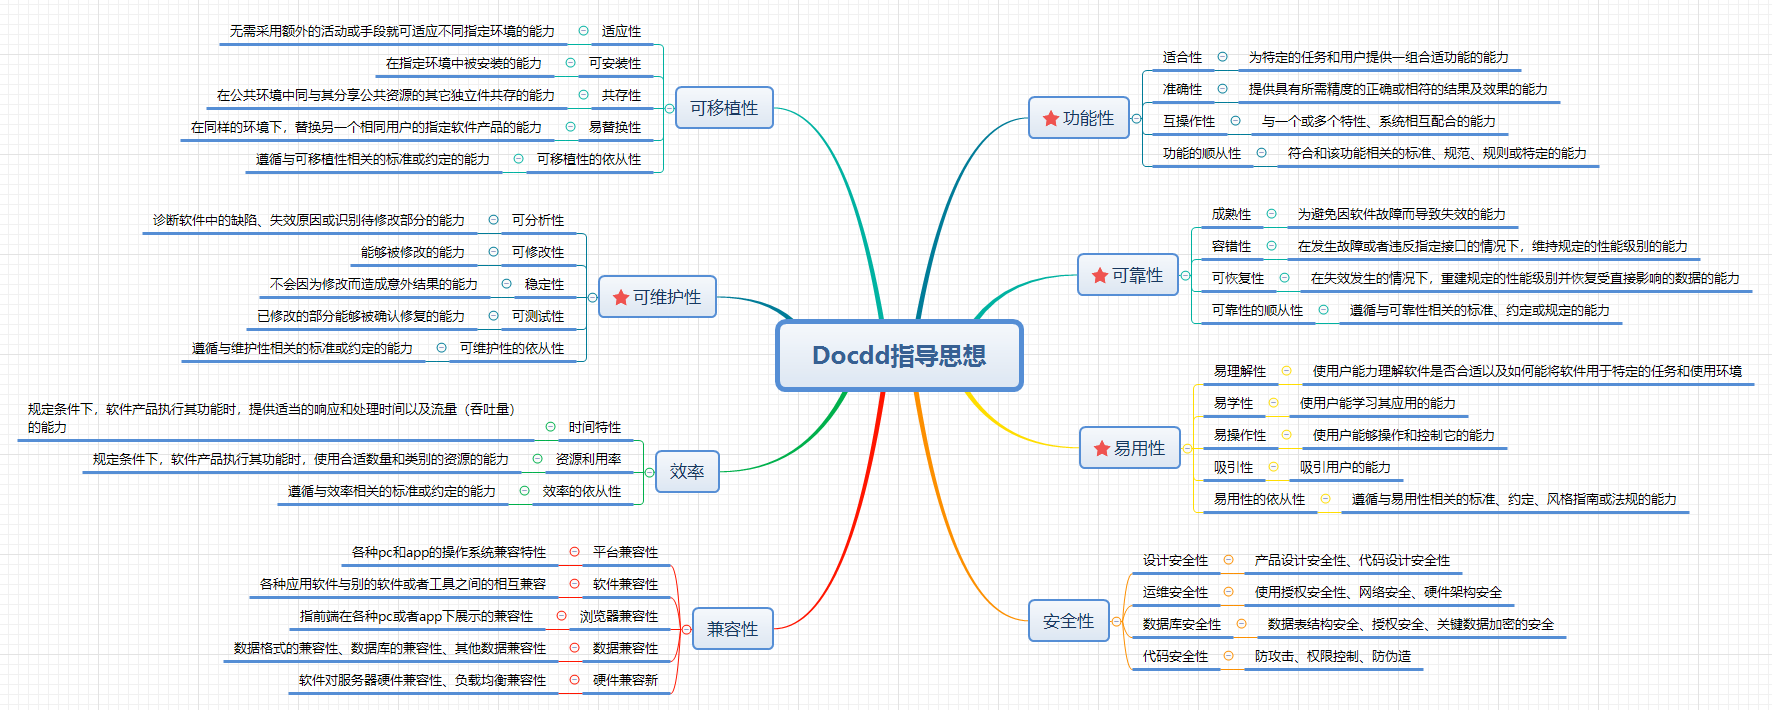 Docdd指导思想
功能性
适合性
为特定的任务和用户提供一组合适功能的能力
准确性
提供具有所需精度的正确或相符的结果及效果的能力
互操作性
与一个或多个特性、系统相互配合的能力
功能的顺从性
符合和该功能相关的标准、规范、规则或特定的能力
可靠性
成熟性
为避免因软件故障而导致失效的能力
容错性
在发生故障或者违反指定接口的情况下，维持规定的性能级别的能力
可恢复性
在失效发生的情况下，重建规定的性能级别并恢复受直接影响的数据的能力
可靠性的顺从性
遵循与可靠性相关的标准、约定或规定的能力
易用性
易理解性
使用户能力理解软件是否合适以及如何能将软件用于特定的任务和使用环境
易学性
使用户能学习其应用的能力
易操作性
使用户能够操作和控制它的能力
吸引性
吸引用户的能力
易用性的依从性
遵循与易用性相关的标准、约定、风格指南或法规的能力
安全性
设计安全性
产品设计安全性、代码设计安全性
运维安全性
使用授权安全性、网络安全、硬件架构安全
数据库安全性
数据表结构安全、授权安全、关键数据加密的安全
代码安全性
防攻击、权限控制、防伪造
可移植性
适应性
无需采用额外的活动或手段就可适应不同指定环境的能力
可安装性
在指定环境中被安装的能力
共存性
在公共环境中同与其分享公共资源的其它独立件共存的能力
易替换性
在同样的环境下，替换另一个相同用户的指定软件产品的能力
可移植性的依从性
遵循与可移植性相关的标准或约定的能力
可维护性
可分析性
诊断软件中的缺陷、失效原因或识别待修改部分的能力
可修改性
能够被修改的能力
稳定性
不会因为修改而造成意外结果的能力
可测试性
已修改的部分能够被确认修复的能力
可维护性的依从性
遵循与维护性相关的标准或约定的能力
效率
时间特性
规定条件下，软件产品执行其功能时，提供适当的响应和处理时间以及流量（吞吐量）
的能力
资源利用率
规定条件下，软件产品执行其功能时，使用合适数量和类别的资源的能力
效率的依从性
遵循与效率相关的标准或约定的能力
兼容性
平台兼容性
各种pc和app的操作系统兼容特性
软件兼容性
各种应用软件与别的软件或者工具之间的相互兼容
浏览器兼容性
指前端在各种pc或者app下展示的兼容性
数据兼容性
数据格式的兼容性、数据库的兼容性、其他数据兼容性
硬件兼容新
软件对服务器硬件兼容性、负载均衡兼容性